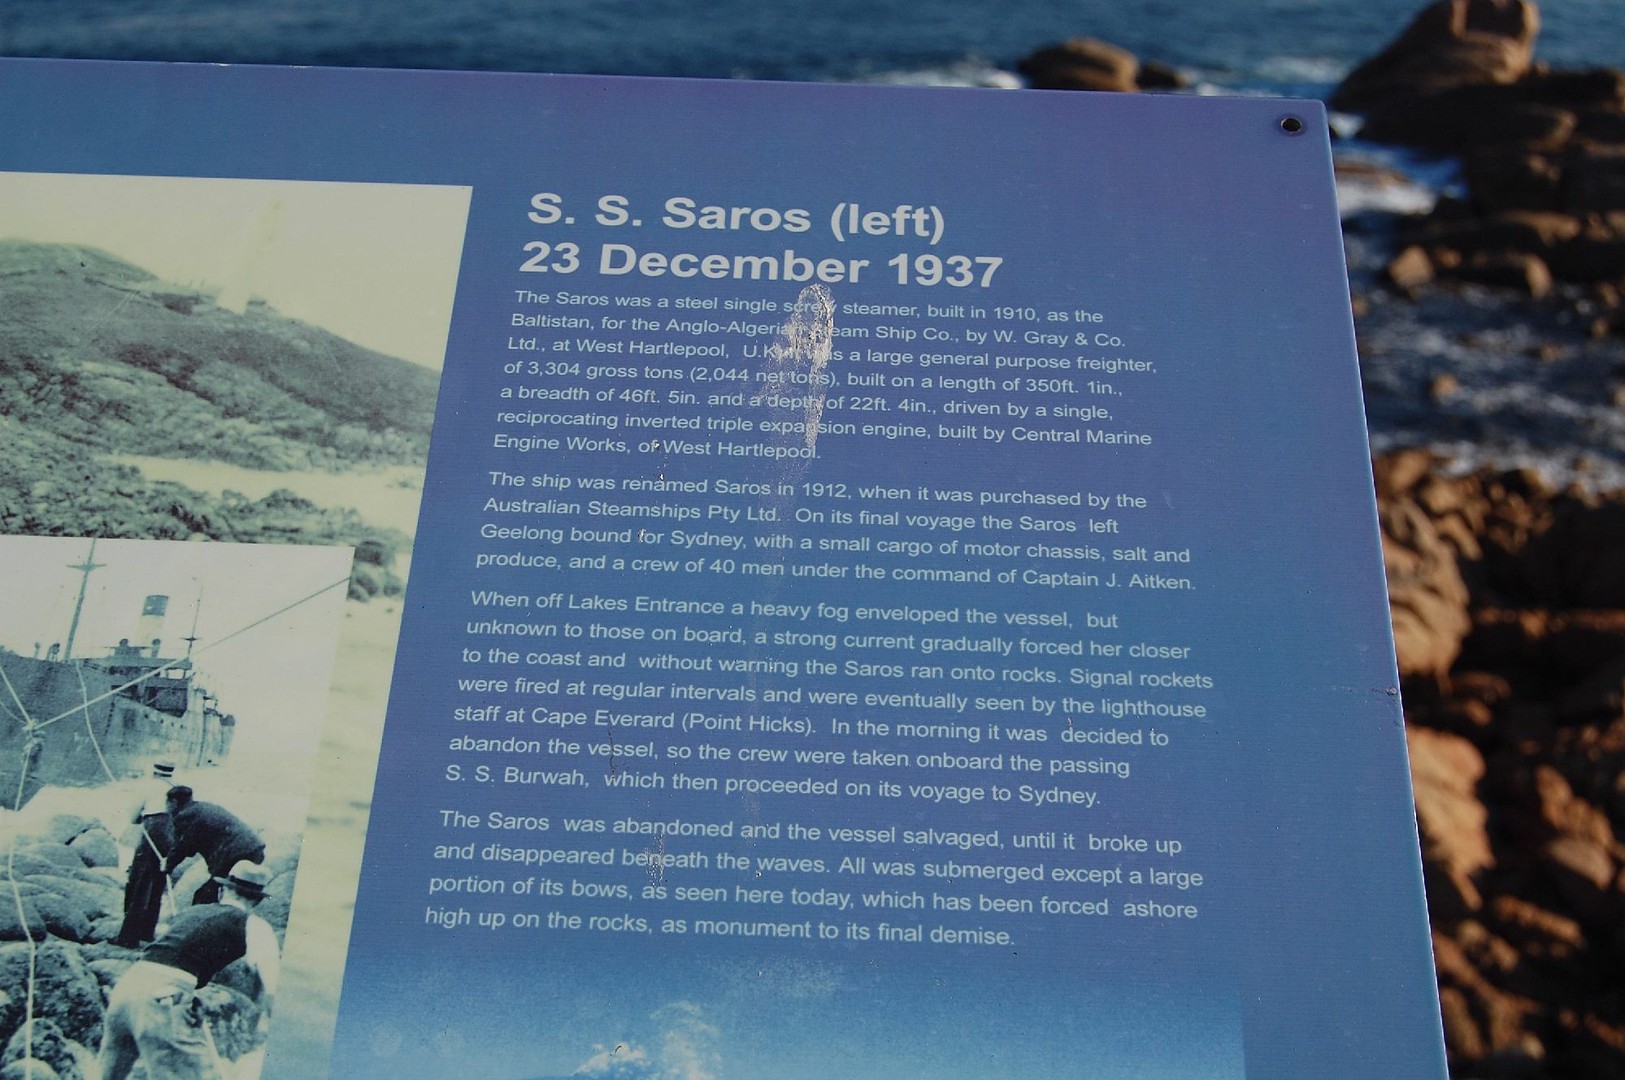 S. S. Saros (left)
23 December 1937
The Saros was a steel single screw steamer, built in 1910, as the
Baltistan, for the Anglo-Algerian Steam Ship Co., by W. Gray & Co.
Ltd., at West Hartlepool, U.K. was a large general purpose freighter,
of 3,304 gross tons (2,044 net tons), built on a length of 350ft. 1in.,
a breadth of 46ft. 5in. and a depth of 22ft. 4in., driven by a single,
reciprocating inverted triple expansion engine, built by Central Marine
Engine Works, of West Hartlepool.
The ship was renamed Saros in 1912, when it was purchased by the
Australian Steamships Pty Ltd. On its final voyage the Saros left
Geelong bound for Sydney, with a small cargo of motor chassis, salt and
produce, and a crew of 40 men under the command of Captain J. Aitken.
When off Lakes Entrance a heavy fog enveloped the vessel, but
unknown to those on board, a strong current gradually forced her closer
to the coast and without warning the Saros ran onto rocks. Signal rockets
were fired at regular intervals and were eventually seen by the lighthouse
staff at Cape Everard (Point Hicks). In the morning it was decided to
abandon the vessel, so the crew were taken onboard the passing
S. S. Burwah, which then proceeded on its voyage to Sydney.
The Saros was abandoned and the vessel salvaged, until it broke up
and disappeared beneath the waves. All was submerged except a large
portion of its bows, as seen here today, which has been forced ashore
high up on the rocks, as monument to its final demise.